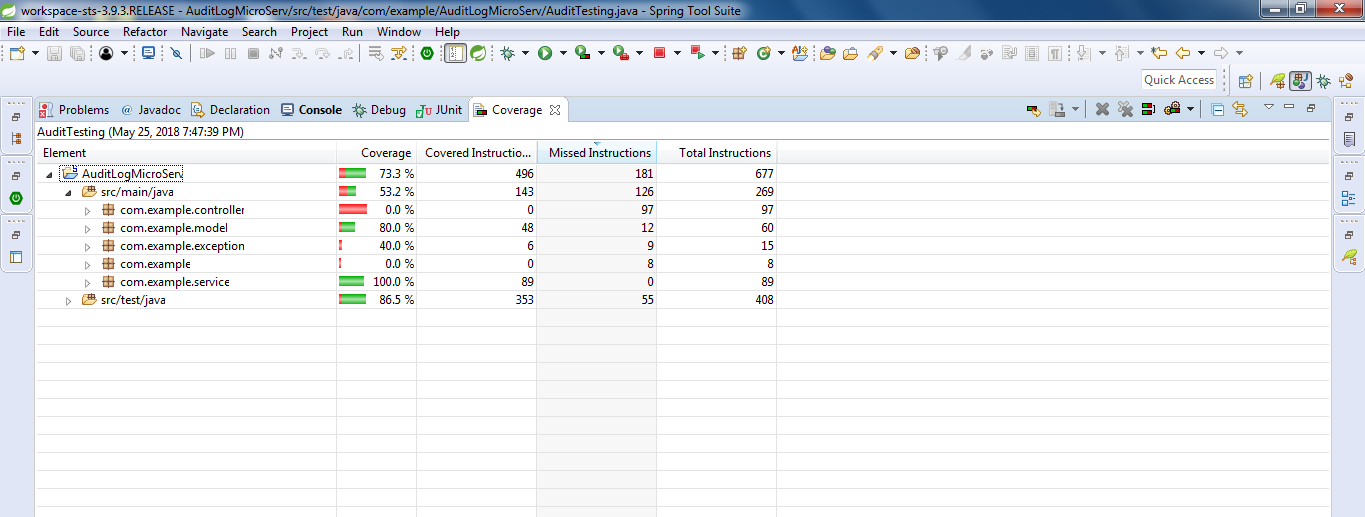 workspace-sts-3.9.3.RELEASE - AuditLogMicroServ/src/test/java/com/example/AuditLogMicroServ/AuditTesting.java - Spring Tool Suite
File Edit Source Refactor Navigate Search Project Run Window Help
Quick Access
Problems @ Javadoc Declaration Console Debug JU JUnit Coverage
AuditTesting (May 25, 2018 7:47:39 PM)
Element Coverage Covered Instructio... Missed Instructions Total Instructions
AuditLogMicroServ 73.3 % 496 181 677
src/main/java 53.2 % 143 126 269
com.example.controller 0.0 % 0 97 97
com.example.model 80.0 % 48 12 60
com.example.exception 40.0 % 6 9 15
com.example 0.0 % 0 8 8
com.example.service 100.0 % 89 0 89
src/test/java 86.5 % 353 55 408